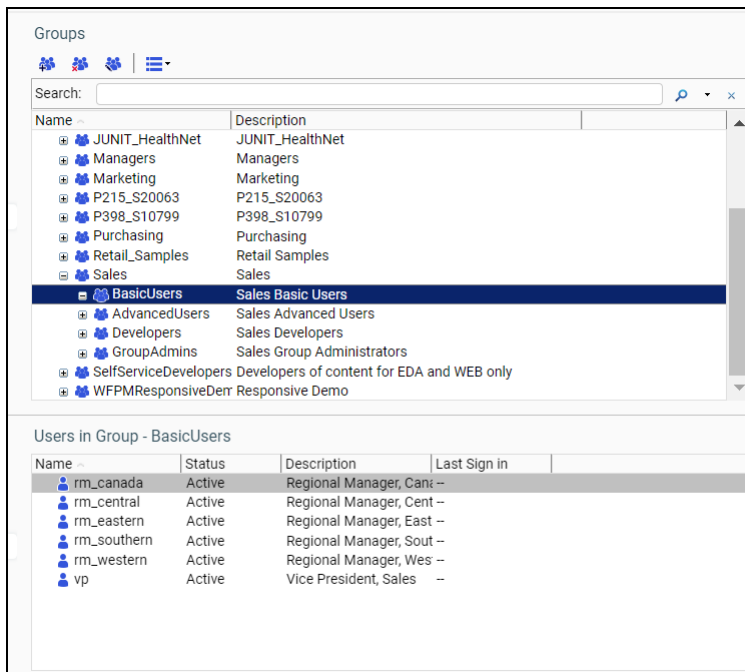 Groups
Search:
Name Description
JUNIT_HealthNet JUNIT_HealthNet
Managers Managers
Marketing Marketing
P215_S20063 P215_S20063
P398_S10799 P398_S10799
Purchasing Purchasing
Retail_Samples Retail Samples
Sales Sales
BasicUsers Sales Basic Users
AdvancedUsers Sales Advanced Users
Developers Sales Developers
GroupAdmins Sales Group Administrators
SelfServiceDevelopers Developers of content for EDA and WEB only
WFPMResponsiveDem Responsive Demo
Users in Group - BasicUsers
Name Status Description Last Sign in
rm_canada Active Regional Manager, Cana --
rm_central Active Regional Manager, Cent --
rm_eastern Active Regional Manager, East --
rm_southern Active Regional Manager, Sout --
rm_western Active Regional Manager, Wes --
vp Active Vice President, Sales --